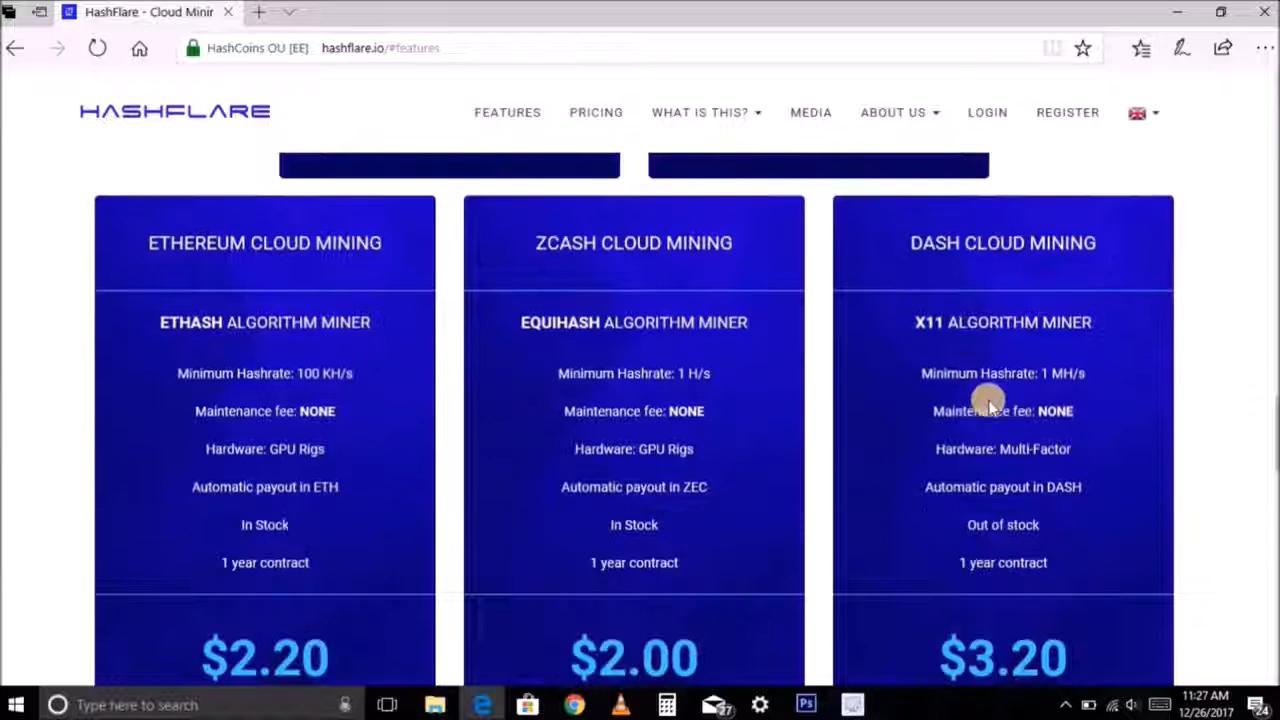 HashFlare - Cloud Minir
HashCoins OU [EE] hashflare.io/#features
HASHFLARE
FEATURES PRICING WHAT IS THIS? MEDIA ABOUT US LOGIN REGISTER
ETHEREUM CLOUD MINING
ETHASH ALGORITHM MINER
Minimum Hashrate: 100 KH/s
Maintenance fee: NONE
Hardware: GPU Rigs
Automatic payout in ETH
In Stock
1 year contract
$2.20
ZCASH CLOUD MINING
EQUIHASH ALGORITHM MINER
Minimum Hashrate: 1 H/s
Maintenance fee: NONE
Hardware: GPU Rigs
Automatic payout in ZEC
In Stock
1 year contract
$2.00
DASH CLOUD MINING
X11 ALGORITHM MINER
Minimum Hashrate: 1 MH/s
Maintenance fee: NONE
Hardware: Multi-Factor
Automatic payout in DASH
Out of stock
1 year contract
$3.20
Type here to search
Ps
27
11:27 AM
12/26/2017
24